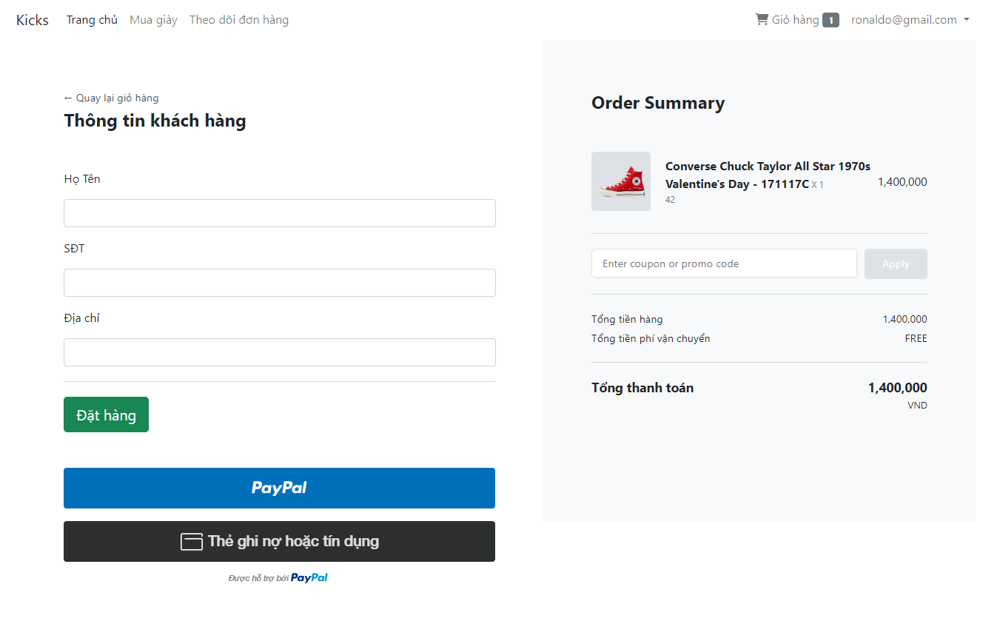 Kicks Trang chủ Mua giày Theo dõi đơn hàng Giỏ hàng 1 ronaldo@gmail.com
← Quay lại giỏ hàng
Thông tin khách hàng
Họ Tên
SĐT
Địa chỉ
Đặt hàng
PayPal
Thẻ ghi nợ hoặc tín dụng
Được hỗ trợ bởi PayPal
Order Summary
Converse Chuck Taylor All Star 1970s
Valentine's Day - 171117C X 1
1,400,000
42
Enter coupon or promo code Apply
Tổng tiền hàng 1,400,000
Tổng tiền phí vận chuyển FREE
Tổng thanh toán 1,400,000
VND